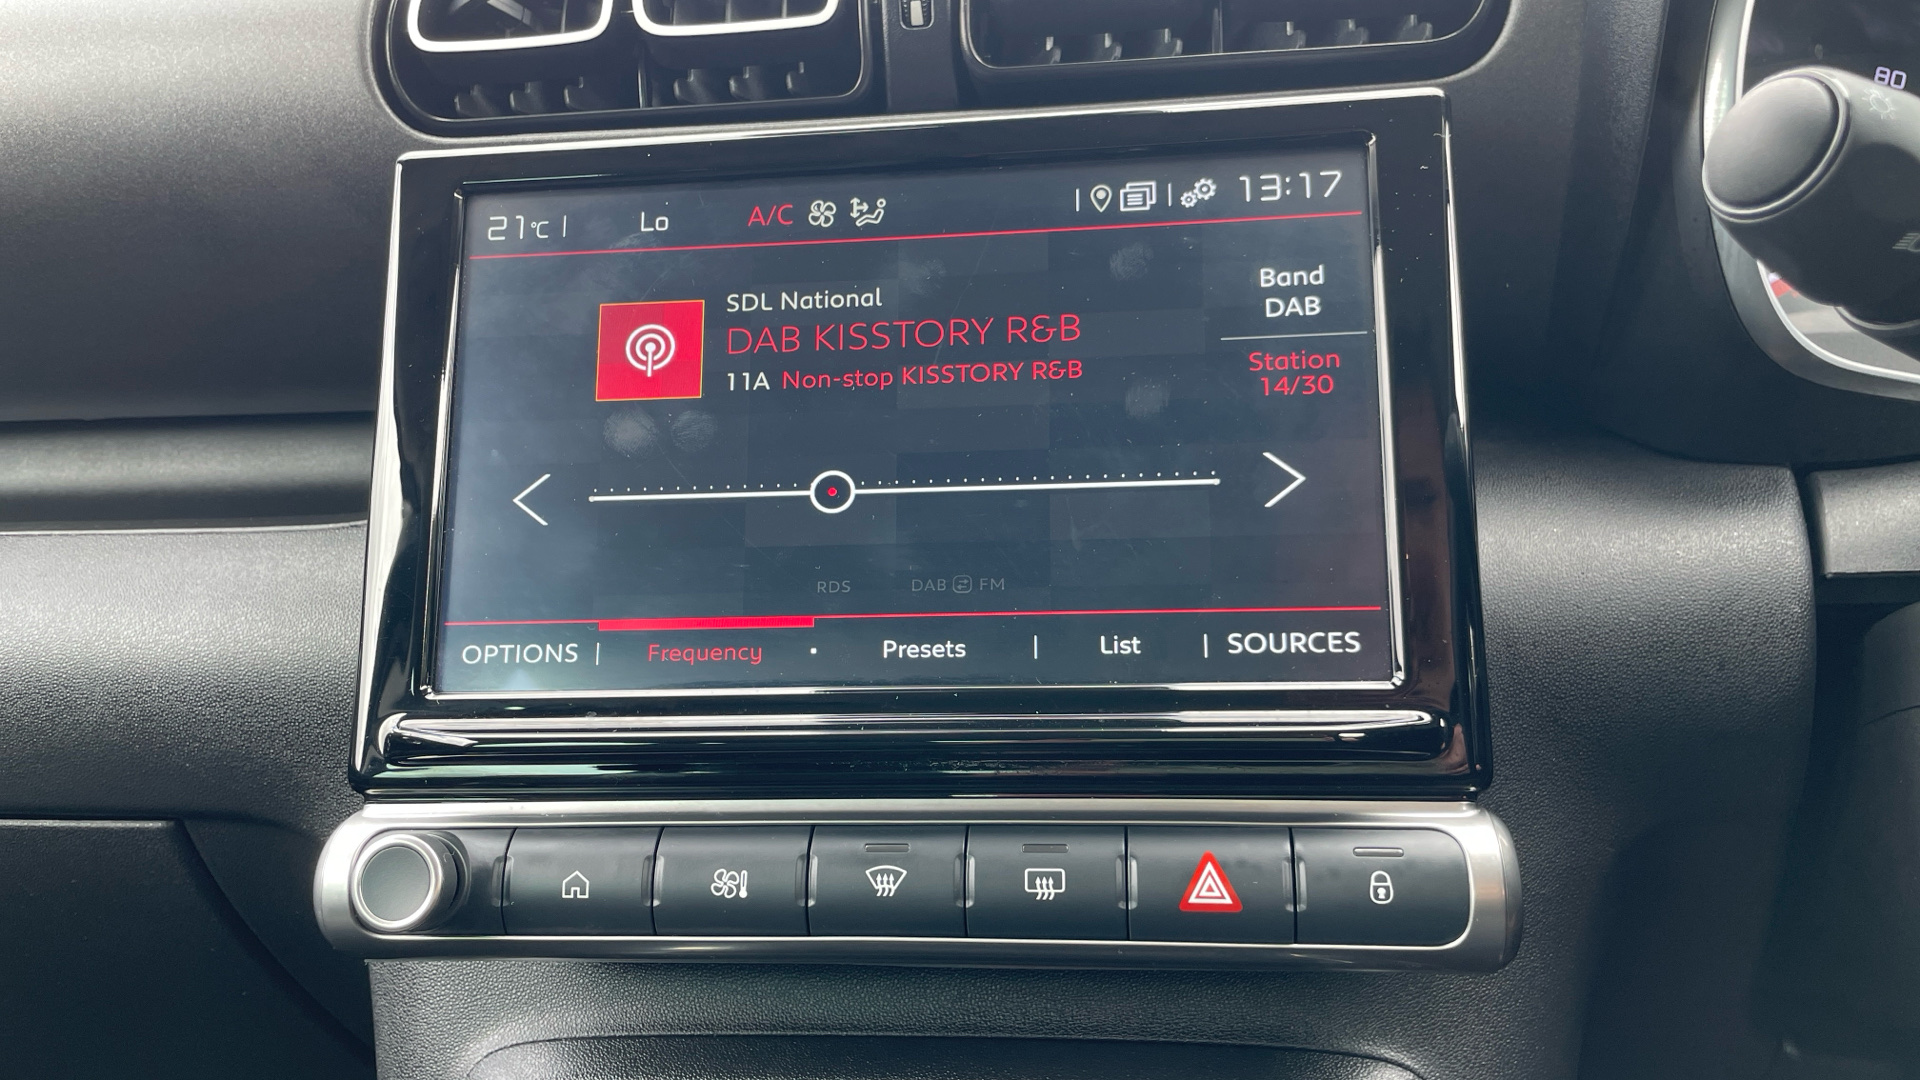 80
21°C | Lo A/C | | 13:17
SDL National
DAB KISSTORY R&B
11A Non-stop KISSTORY R&B
Band
DAB
Station
14/30
RDS DAB FM
OPTIONS | Frequency · Presets | List | SOURCES